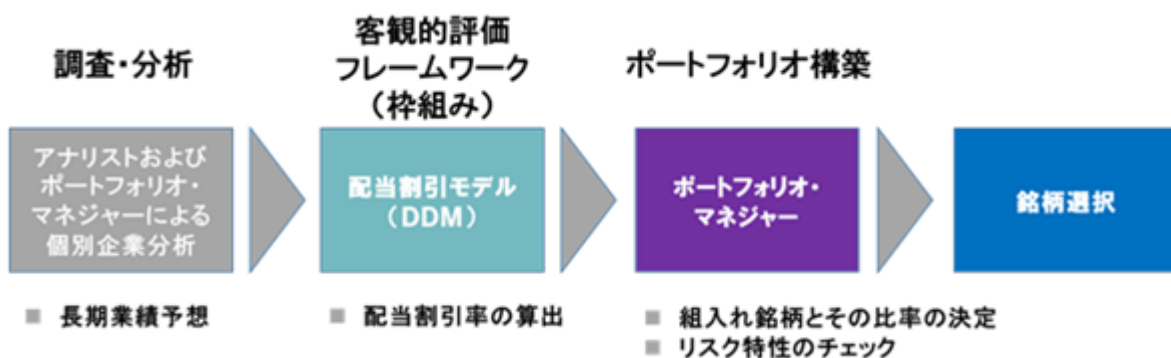 調査・分析
客観的評価
フレームワーク
（枠組み）
ポートフォリオ構築
アナリストおよび
ポートフォリオ・
マネジャーによる
個別企業分析
配当割引モデル
（DDM）
ポートフォリオ・
マネジャー
銘柄選択
■ 長期業績予想
■ 配当割引率の算出
■ 組入れ銘柄とその比率の決定
■ リスク特性のチェック